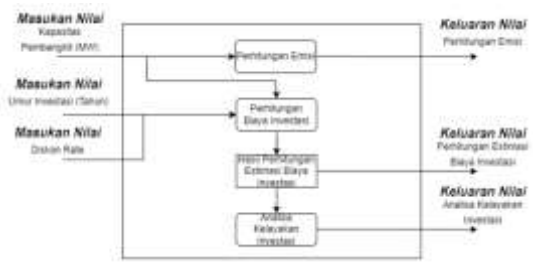 Masukan Nilai
Kapasitas
Pembangkit (MW)
Masukan Nilai
Umur Investasi (Tahun)
Masukan Nilai
Diskon Rate
Perhitungan Emisi
Perhitungan
Biaya Investasi
Hasil Perhitungan
Estimasi Biaya
Investasi
Analisa
Kelayakan
Investasi
Keluaran Nilai
Perhitungan Emisi
Keluaran Nilai
Perhitungan Estimasi
Biaya Investasi
Keluaran Nilai
Analisa Kelayakan
Investasi